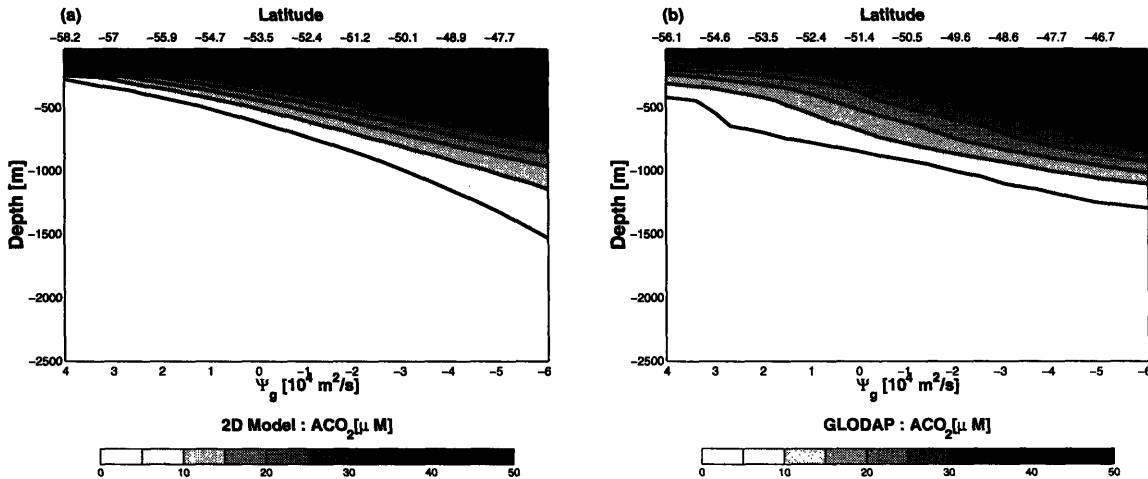 (a) Latitude
−58.2 −57 −55.9 −54.7 −53.5 −52.4 −51.2 −50.1 −48.9 −47.7
Depth [m]
−500
−1000
−1500
−2000
−2500
4 3 2 1 0 −1 −2 −3 −4 −5 −6
Ψg [10⁴ m²/s]
2D Model : ACO₂[μ M]
0 10 20 30 40 50
(b) Latitude
−56.1 −54.6 −53.5 −52.4 −51.4 −50.5 −49.6 −48.6 −47.7 −46.7
Depth [m]
−500
−1000
−1500
−2000
−2500
4 3 2 1 0 −1 −2 −3 −4 −5 −6
Ψg [10⁴ m²/s]
GLODAP : ACO₂[μ M]
0 10 20 30 40 50